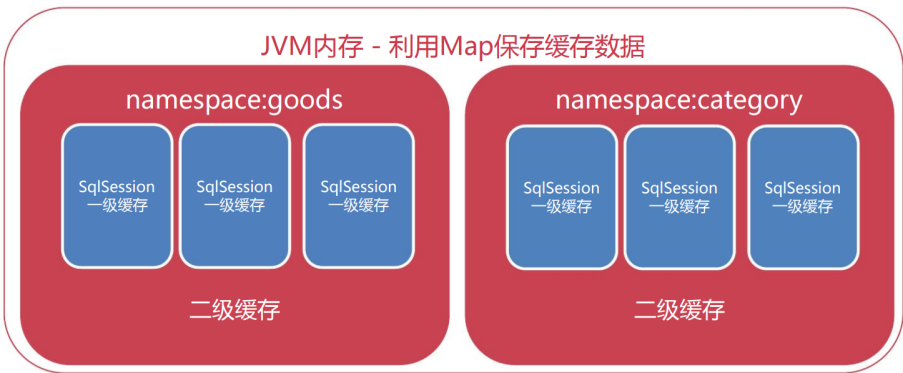 JVM内存 - 利用Map保存缓存数据
namespace:goods
SqlSession
一级缓存
SqlSession
一级缓存
SqlSession
一级缓存
二级缓存
namespace:category
SqlSession
一级缓存
SqlSession
一级缓存
SqlSession
一级缓存
二级缓存